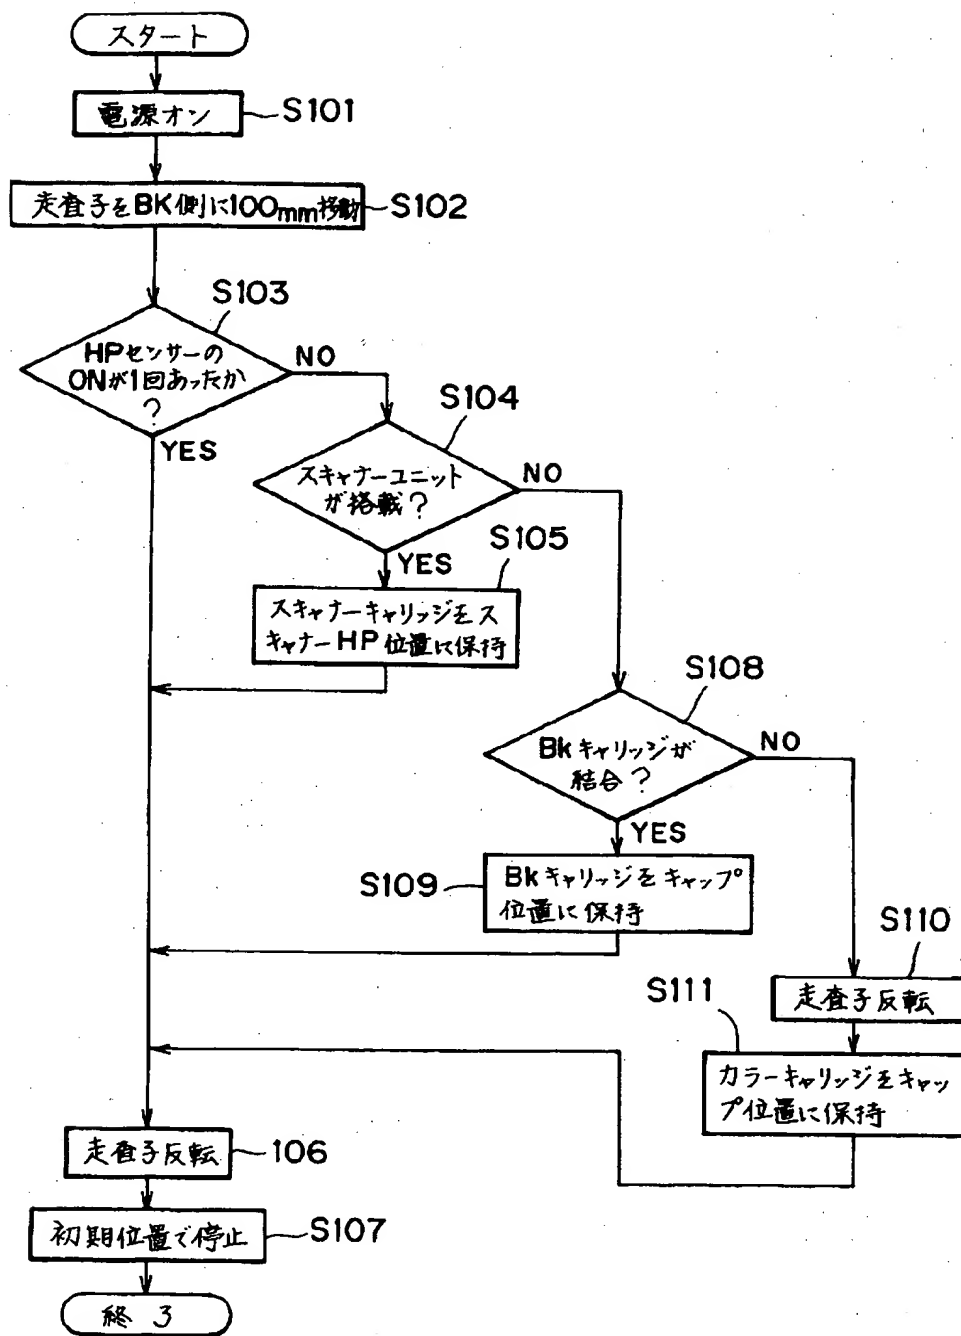 スタート
電源オン
S101
走査子をBK側に100mm移動
S102
S103
HPセンサーの
ONが1回あったか
?
NO
YES
S104
スキャナーユニット
が搭載?
NO
YES
S105
スキャナーキャリッジをス
キャナーHP位置に保持
S108
Bkキャリッジが
結合?
NO
YES
S109
Bkキャリッジをキャップ
位置に保持
S110
走査子反転
S111
カラーキャリッジをキャッ
プ位置に保持
走査子反転
106
初期位置で停止
S107
終了